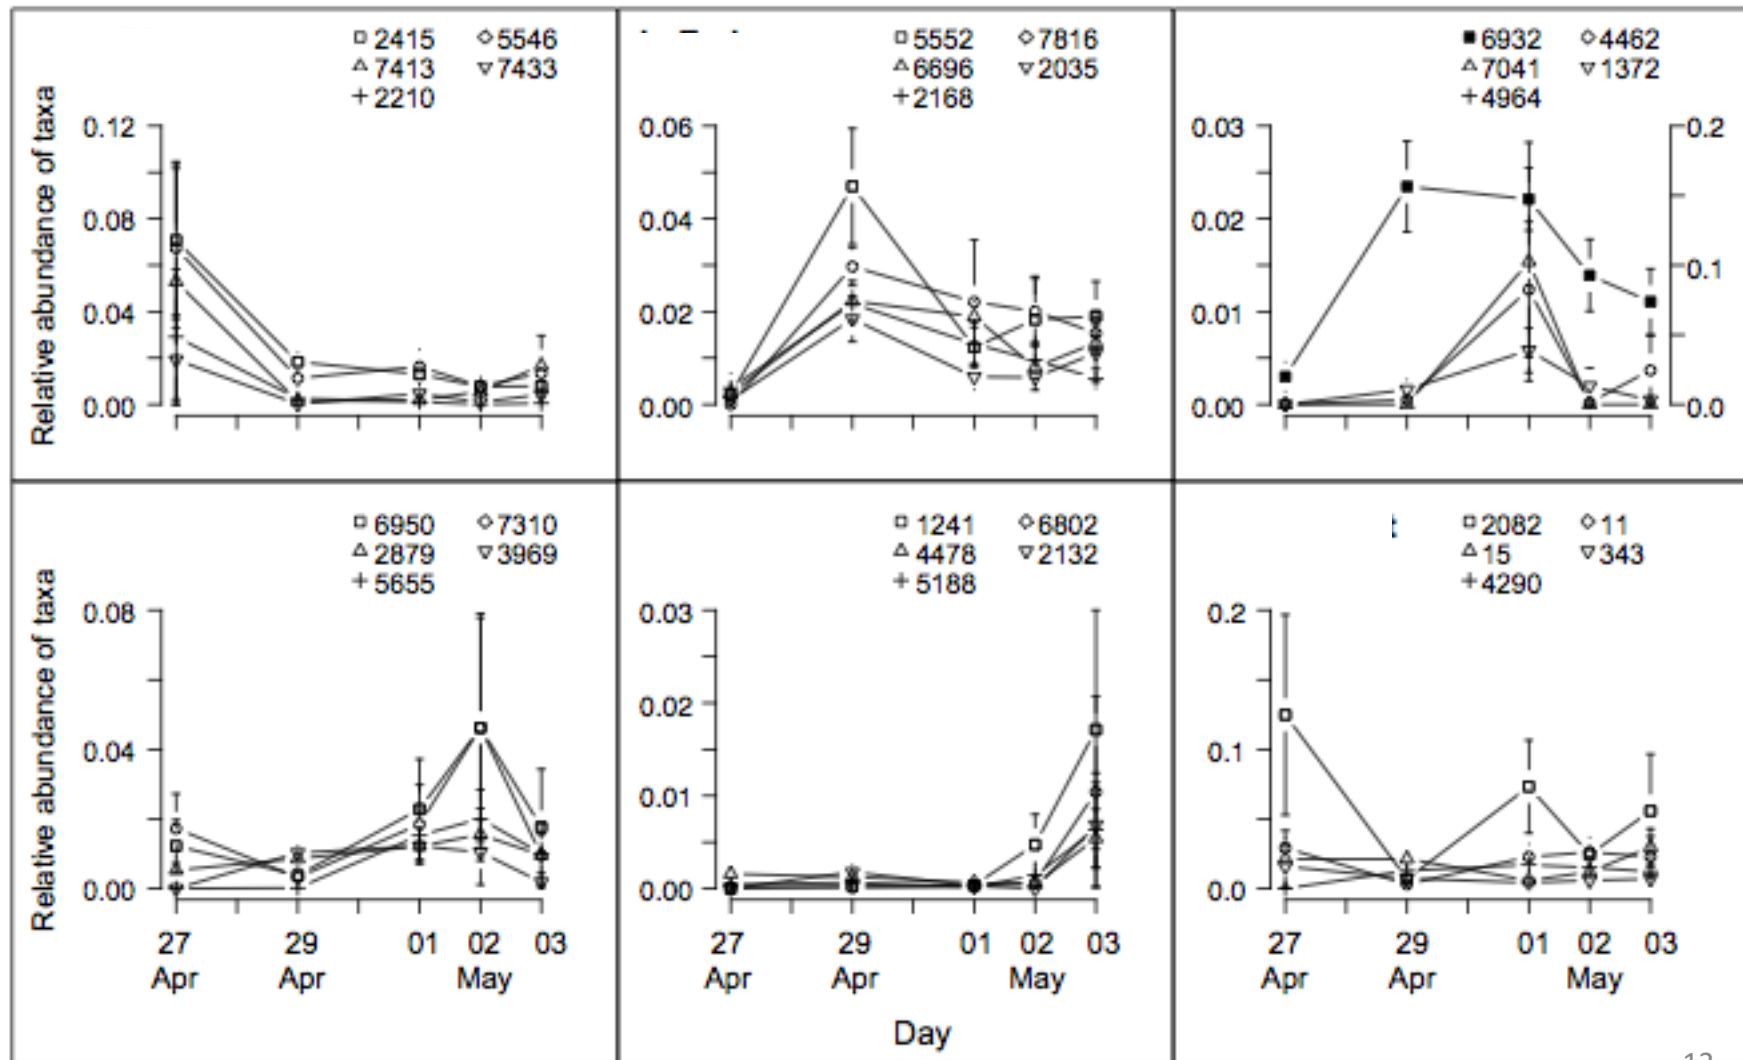 □ 2415 ◇ 5546
△ 7413 ▽ 7433
+ 2210
Relative abundance of taxa
0.12
0.08
0.04
0.00
□ 5552 ◇ 7816
△ 6696 ▽ 2035
+ 2168
0.06
0.04
0.02
0.00
■ 6932 ◇ 4462
△ 7041 ▽ 1372
+ 4964
0.03
0.02
0.01
0.00
0.2
0.1
0.0
□ 6950 ◇ 7310
△ 2879 ▽ 3969
+ 5655
Relative abundance of taxa
0.08
0.04
0.00
27 29 01 02 03
Apr Apr May
□ 1241 ◇ 6802
△ 4478 ▽ 2132
+ 5188
0.03
0.02
0.01
0.00
27 29 01 02 03
Apr Apr May
Day
□ 2082 ◇ 11
△ 15 ▽ 343
+ 4290
0.2
0.1
0.0
27 29 01 02 03
Apr Apr May